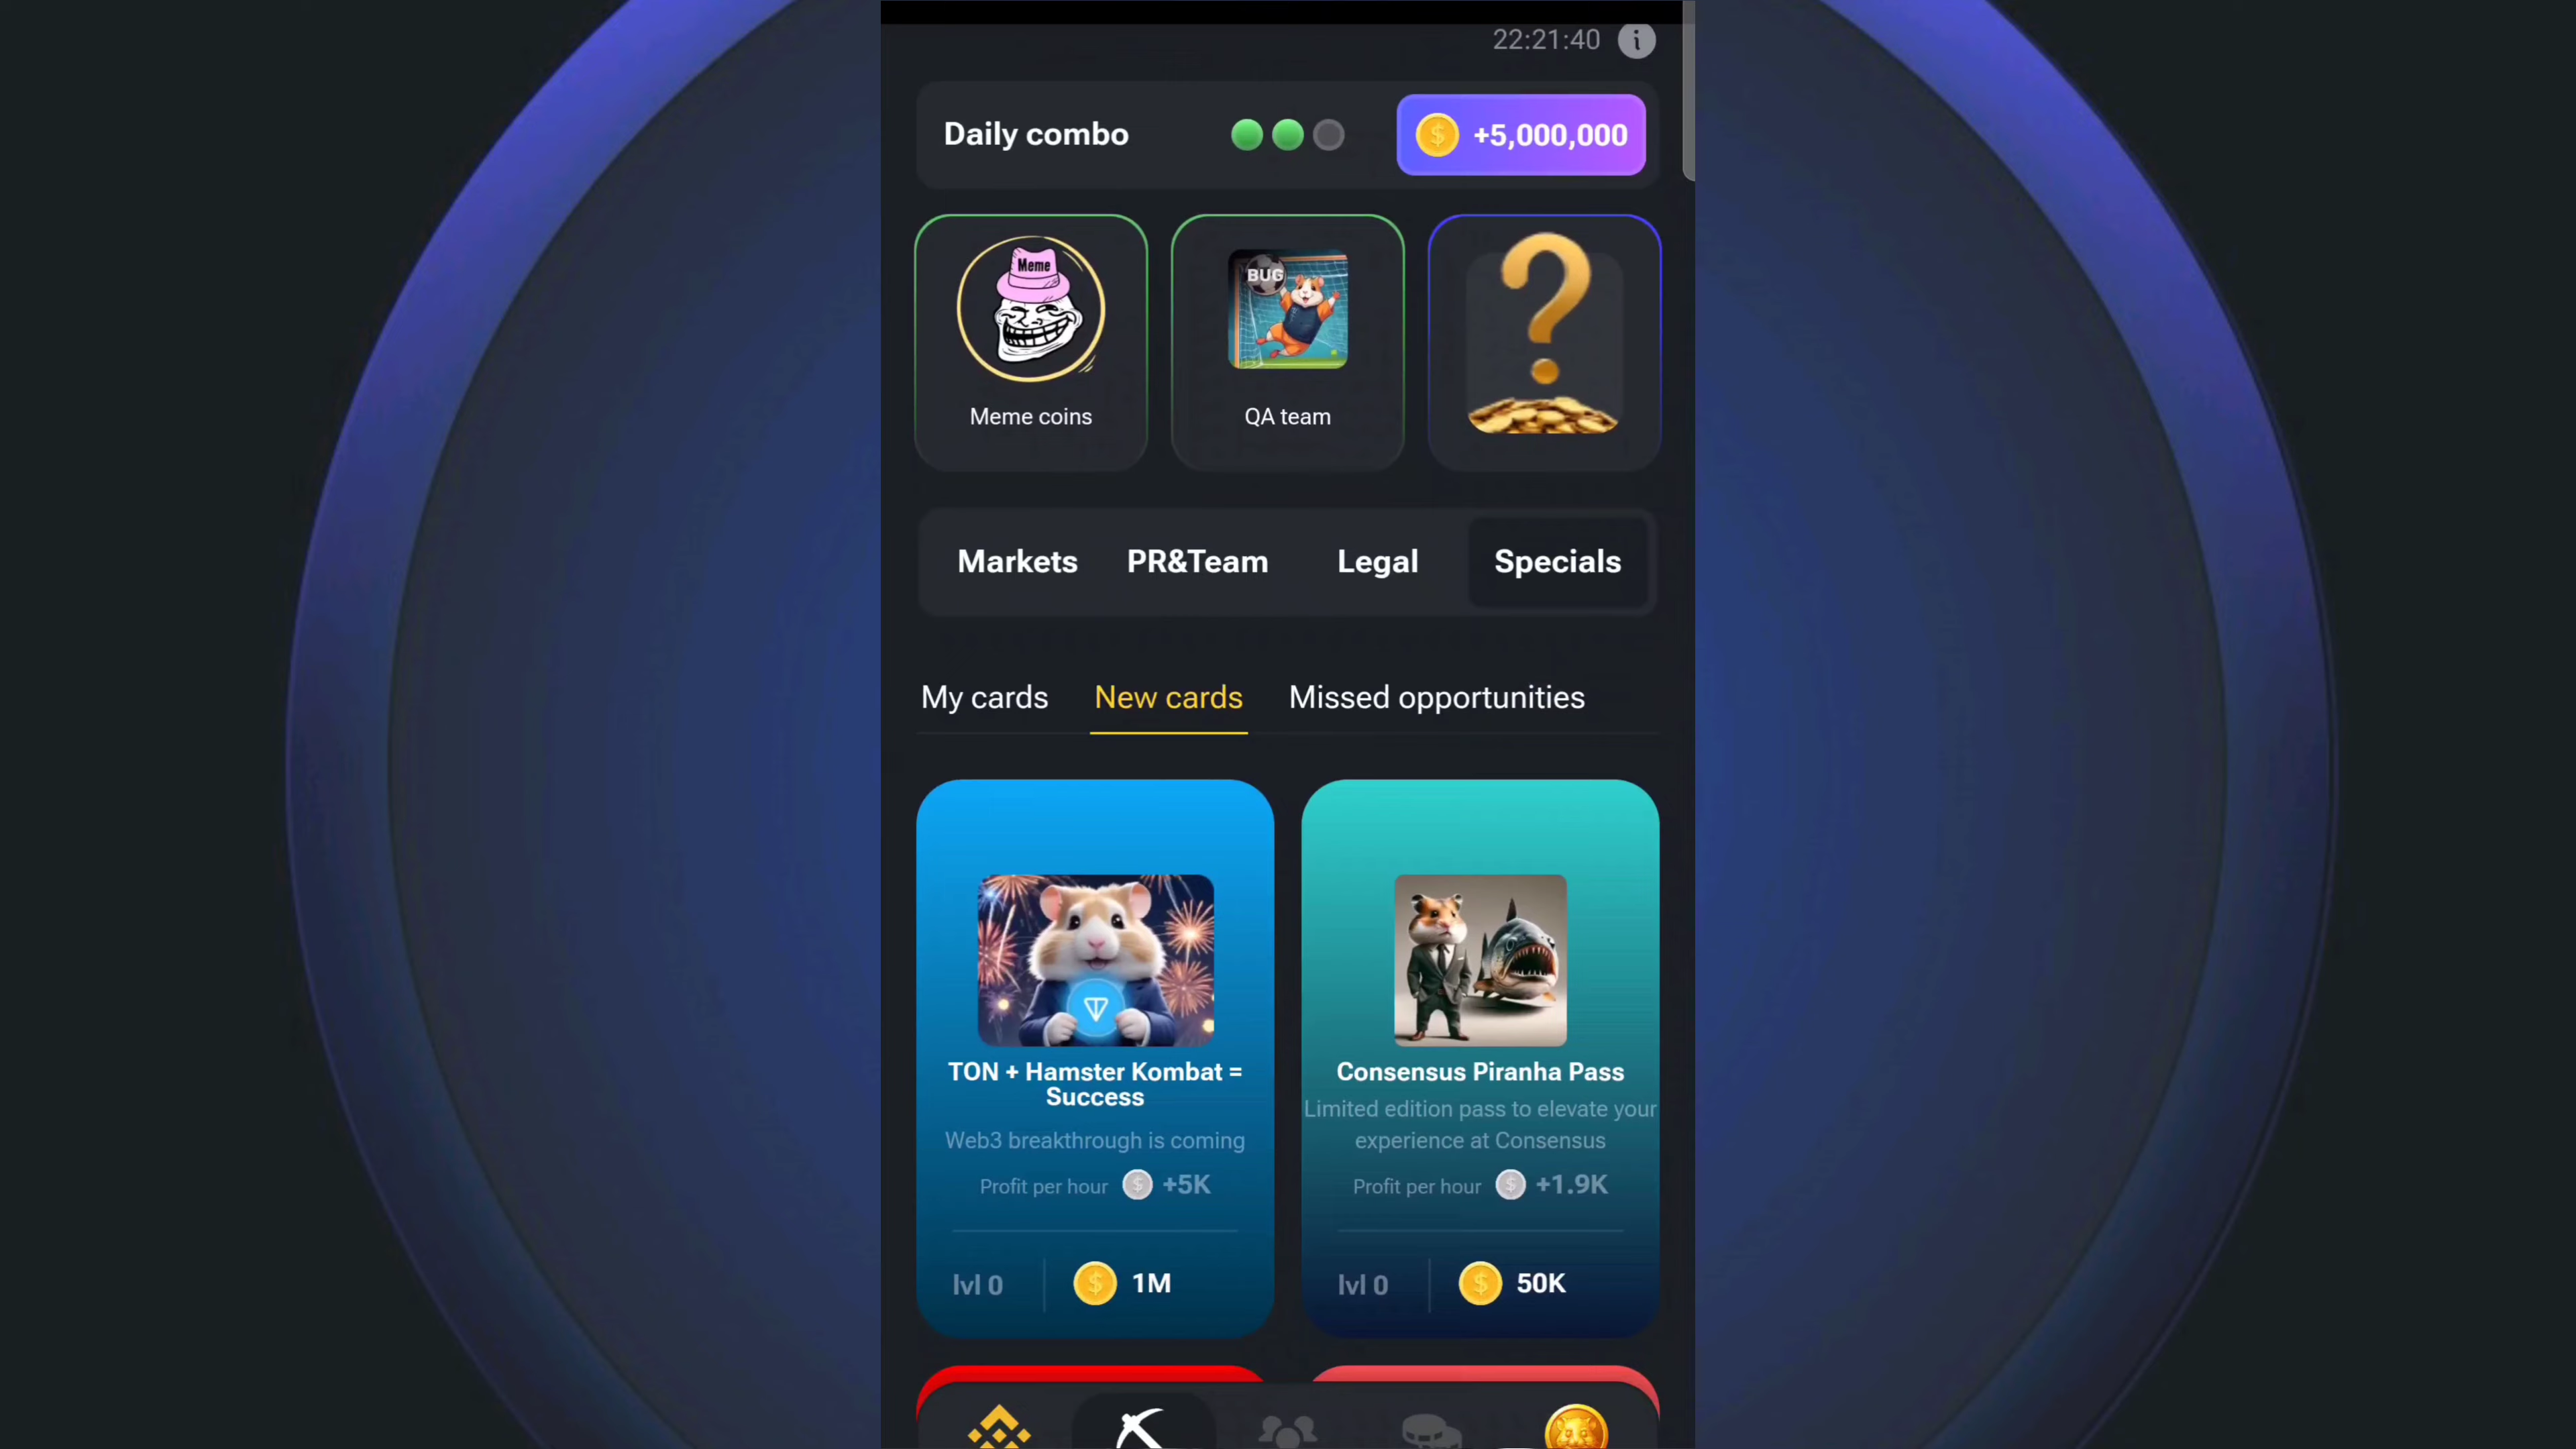 22:21:40
Daily combo
+5,000,000
Meme
BUG
Meme coins
QA team
Markets
PR&Team
Legal
Specials
My cards
New cards
Missed opportunities
TON + Hamster Kombat =
Success
Web3 breakthrough is coming
Profit per hour +5K
lvl 0
1M
Consensus Piranha Pass
Limited edition pass to elevate your
experience at Consensus
Profit per hour +1.9K
lvl 0
50K